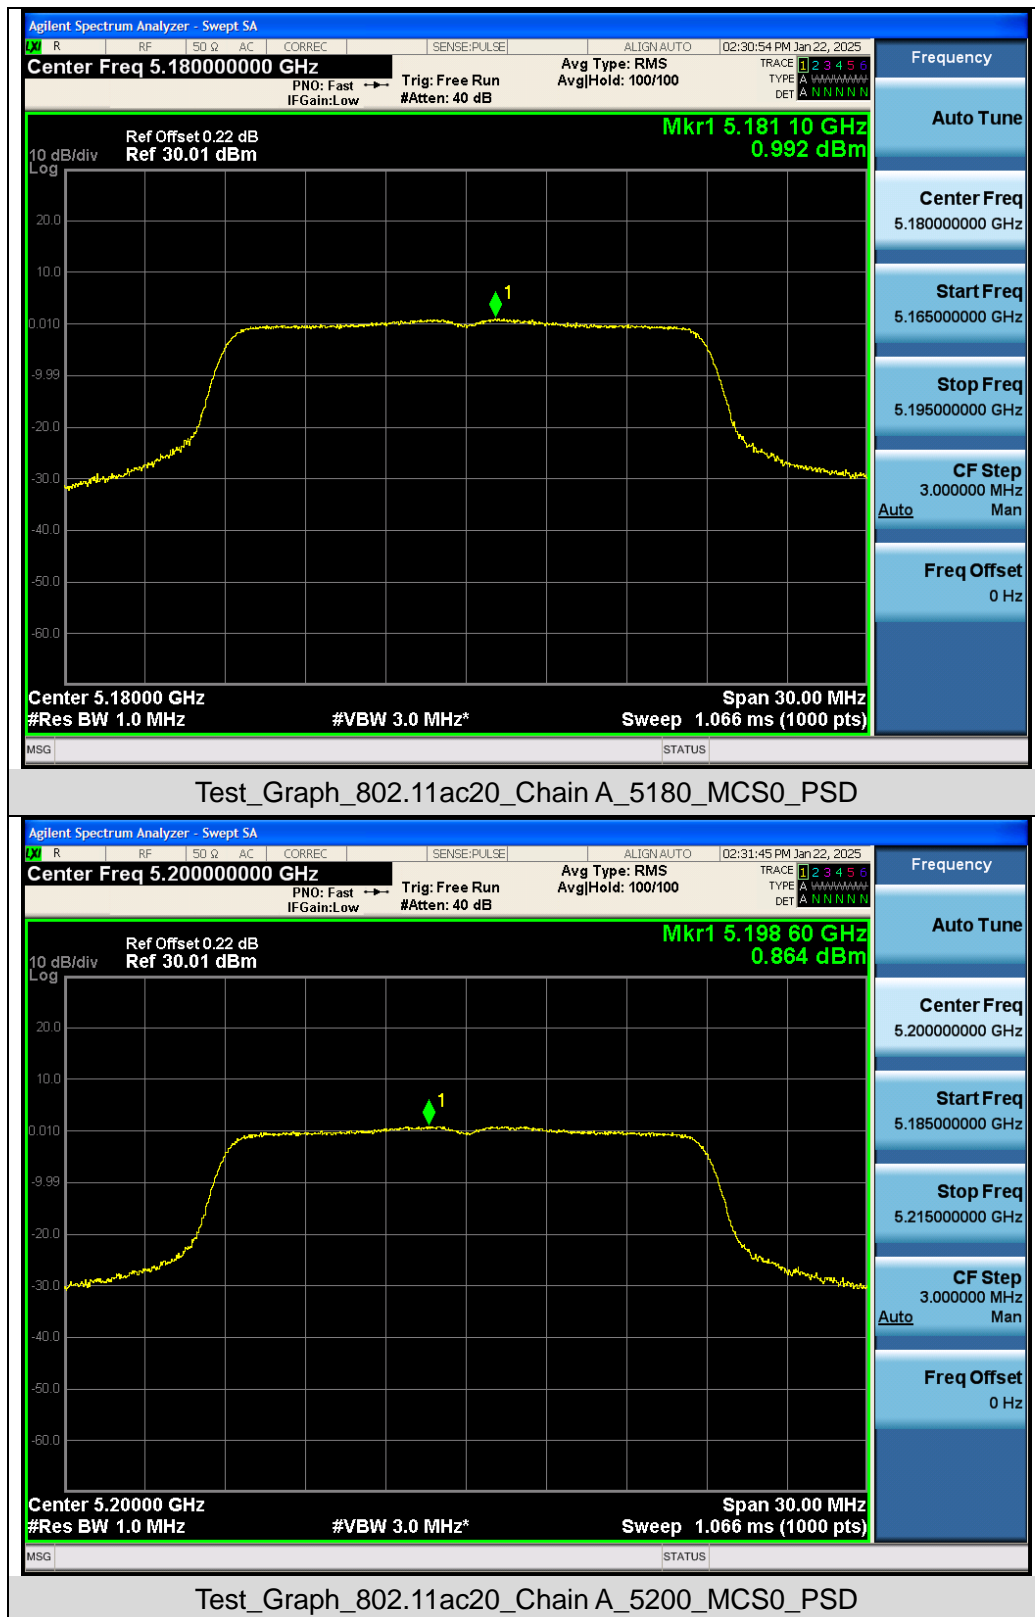 Agilent Spectrum Analyzer - Swept SA
LXI R RF 50 Ω AC CORREC SENSE:PULSE ALIGN AUTO 02:30:54 PM Jan 22, 2025
Center Freq 5.180000000 GHz
PNO: Fast
IFGain:Low
Trig: Free Run
#Atten: 40 dB
Avg Type: RMS
Avg|Hold: 100/100
TRACE 1 2 3 4 5 6
TYPE A WWWWW
DET A N N N N N
Frequency
Auto Tune
Center Freq
5.180000000 GHz
Start Freq
5.165000000 GHz
Stop Freq
5.195000000 GHz
CF Step
3.000000 MHz
Auto Man
Freq Offset
0 Hz
Mkr1 5.181 10 GHz
0.992 dBm
Ref Offset 0.22 dB
10 dB/div Ref 30.01 dBm
Log
20.0
10.0
1
0.010
-9.99
-20.0
-30.0
-40.0
-50.0
-60.0
Center 5.18000 GHz Span 30.00 MHz
#Res BW 1.0 MHz #VBW 3.0 MHz* Sweep 1.066 ms (1000 pts)
MSG STATUS
Test_Graph_802.11ac20_Chain A_5180_MCS0_PSD
Agilent Spectrum Analyzer - Swept SA
LXI R RF 50 Ω AC CORREC SENSE:PULSE ALIGN AUTO 02:31:45 PM Jan 22, 2025
Center Freq 5.200000000 GHz
PNO: Fast
IFGain:Low
Trig: Free Run
#Atten: 40 dB
Avg Type: RMS
Avg|Hold: 100/100
TRACE 1 2 3 4 5 6
TYPE A WWWWW
DET A N N N N N
Frequency
Auto Tune
Center Freq
5.200000000 GHz
Start Freq
5.185000000 GHz
Stop Freq
5.215000000 GHz
CF Step
3.000000 MHz
Auto Man
Freq Offset
0 Hz
Mkr1 5.198 60 GHz
0.864 dBm
Ref Offset 0.22 dB
10 dB/div Ref 30.01 dBm
Log
20.0
10.0
1
0.010
-9.99
-20.0
-30.0
-40.0
-50.0
-60.0
Center 5.20000 GHz Span 30.00 MHz
#Res BW 1.0 MHz #VBW 3.0 MHz* Sweep 1.066 ms (1000 pts)
MSG STATUS
Test_Graph_802.11ac20_Chain A_5200_MCS0_PSD